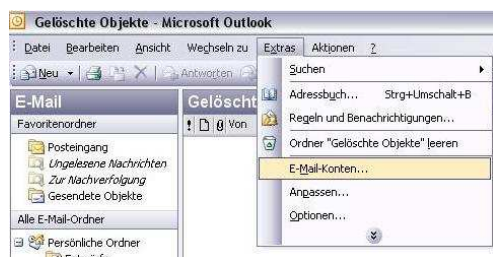 Gelöschte Objekte - Microsoft Outlook
Datei Bearbeiten Ansicht Wechseln zu Extras Aktionen ?
Neu Antworten
E-Mail
Favoritenordner
Posteingang
Ungelesene Nachrichten
Zur Nachverfolgung
Gesendete Objekte
Alle E-Mail-Ordner
Persönliche Ordner
Gelöscht
! Von
Suchen
Adressbuch... Strg+Umschalt+B
Regeln und Benachrichtigungen...
Ordner "Gelöschte Objekte" leeren
E-Mail-Konten...
Anpassen...
Optionen...